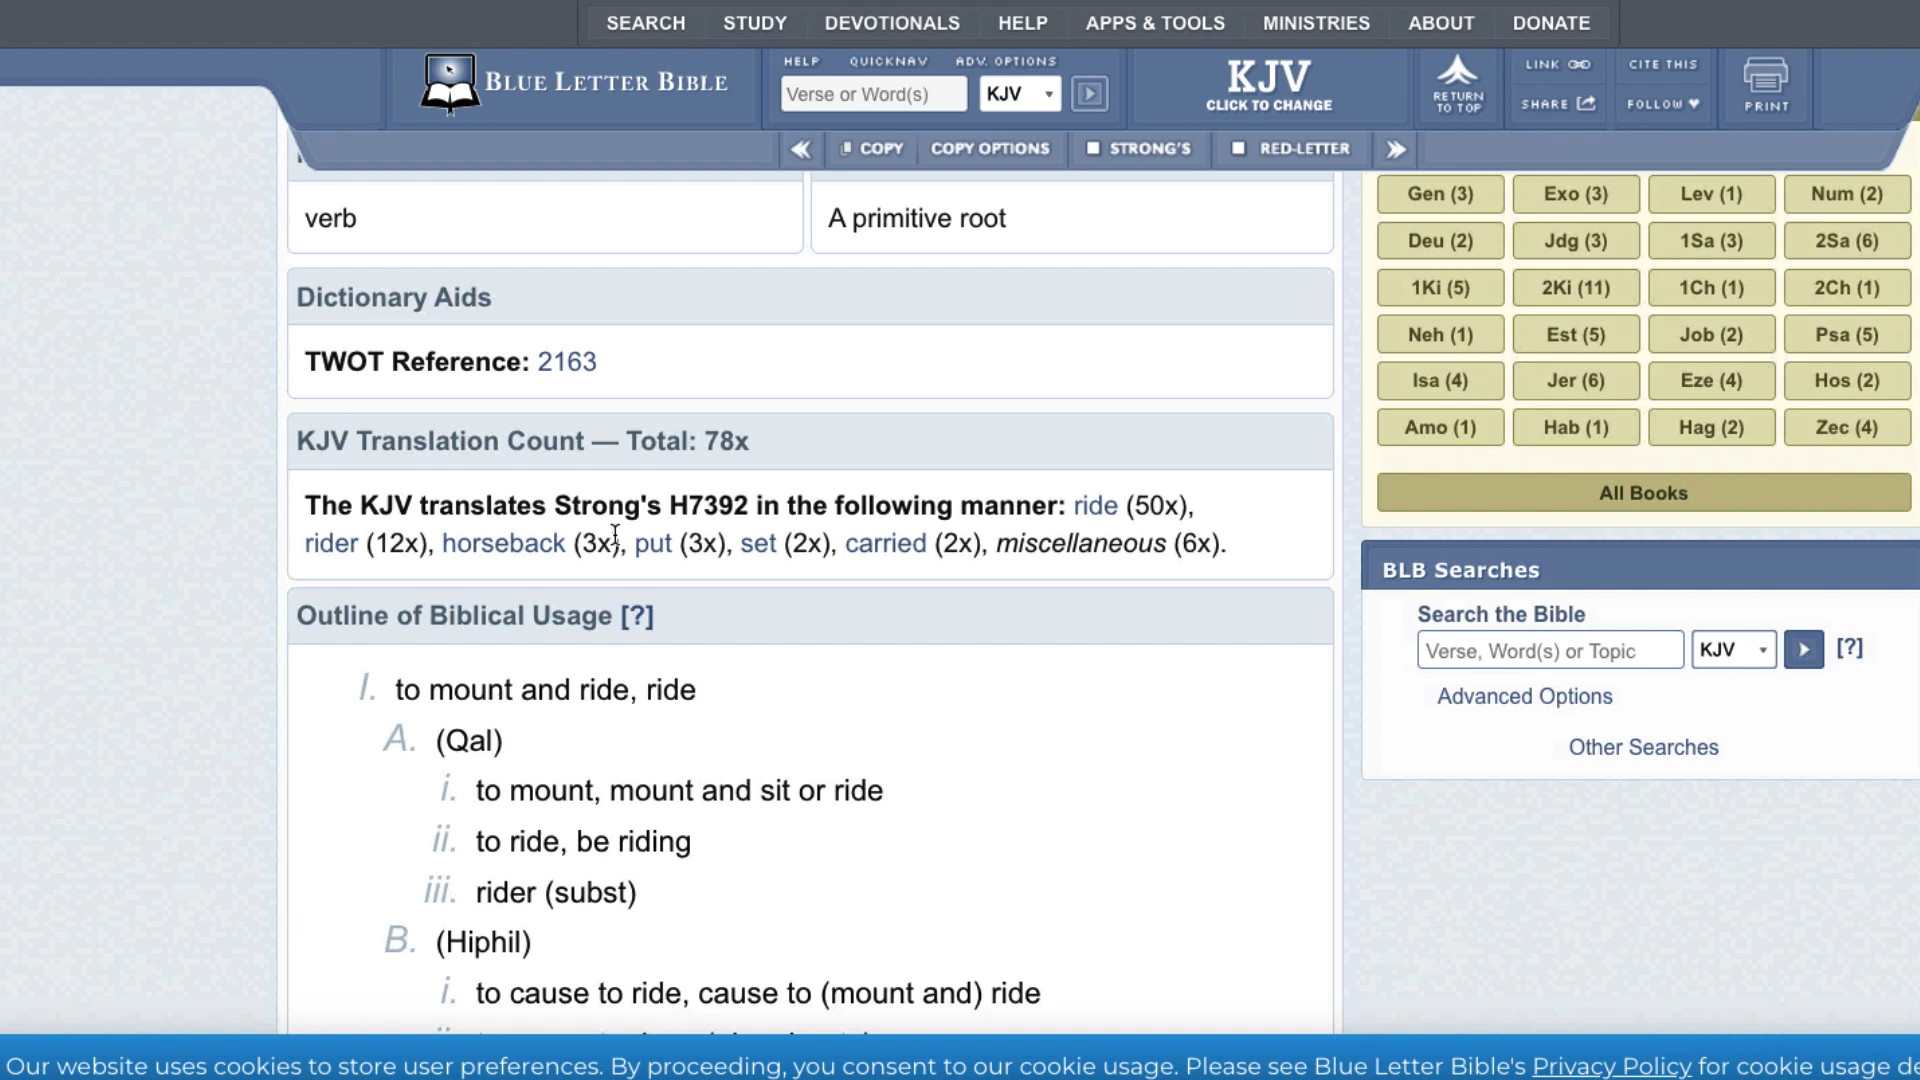 SEARCH STUDY DEVOTIONALS HELP APPS & TOOLS MINISTRIES ABOUT DONATE
BLUE LETTER BIBLE
HELP QUICKNAV ADV. OPTIONS
Verse or Word(s) KJV
KJV
CLICK TO CHANGE
RETURN
TO TOP
LINK
SHARE
CITE THIS
FOLLOW
PRINT
COPY COPY OPTIONS STRONG'S RED-LETTER
verb A primitive root
Dictionary Aids
TWOT Reference: 2163
KJV Translation Count — Total: 78x
The KJV translates Strong's H7392 in the following manner: ride (50x),
rider (12x), horseback (3x), put (3x), set (2x), carried (2x), miscellaneous (6x).
Outline of Biblical Usage [?]
I. to mount and ride, ride
A. (Qal)
i. to mount, mount and sit or ride
ii. to ride, be riding
iii. rider (subst)
B. (Hiphil)
i. to cause to ride, cause to (mount and) ride
Gen (3) Exo (3) Lev (1) Num (2)
Deu (2) Jdg (3) 1Sa (3) 2Sa (6)
1Ki (5) 2Ki (11) 1Ch (1) 2Ch (1)
Neh (1) Est (5) Job (2) Psa (5)
Isa (4) Jer (6) Eze (4) Hos (2)
Amo (1) Hab (1) Hag (2) Zec (4)
All Books
BLB Searches
Search the Bible
Verse, Word(s) or Topic KJV [?]
Advanced Options
Other Searches
Our website uses cookies to store user preferences. By proceeding, you consent to our cookie usage. Please see Blue Letter Bible's Privacy Policy for cookie usage